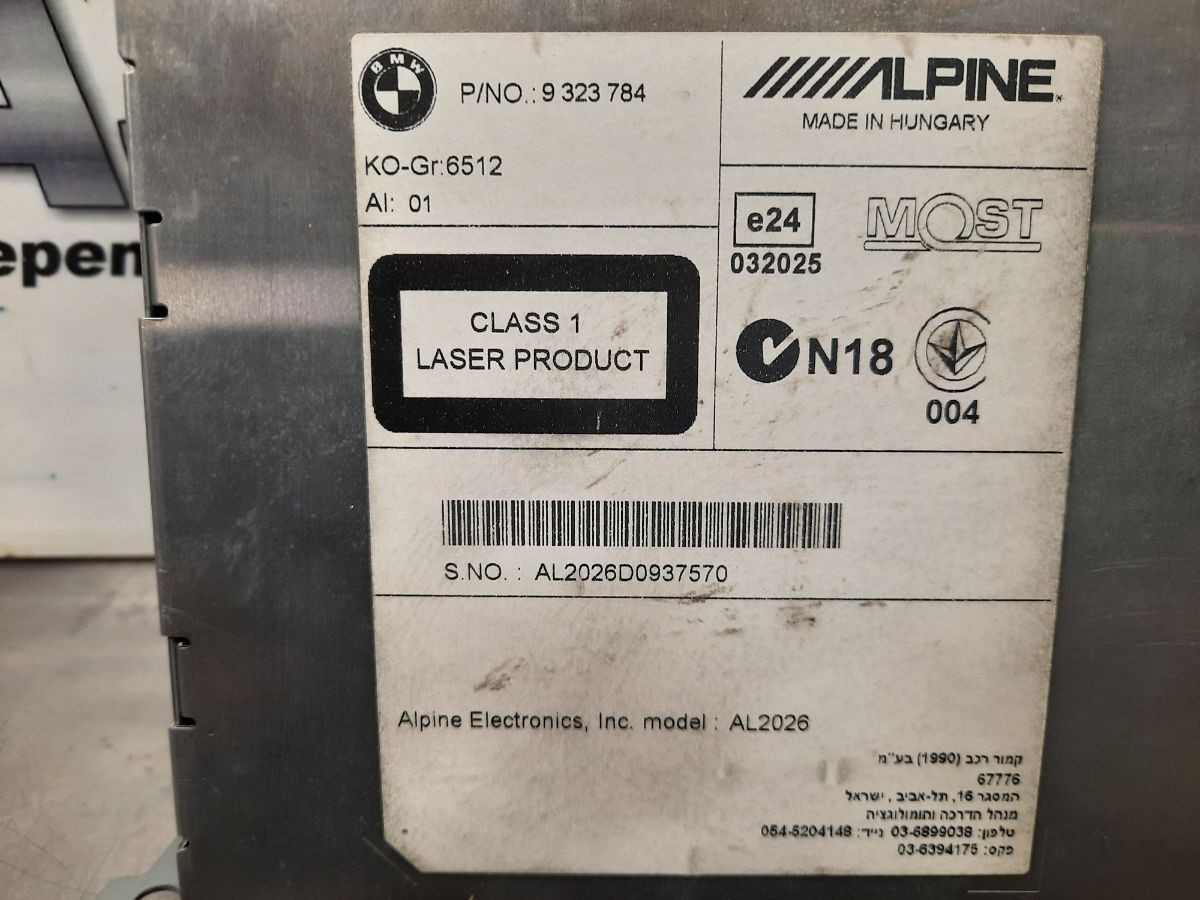 BMW
P/NO.: 9 323 784
KO-Gr:6512
AI: 01
ALPINE
MADE IN HUNGARY
e24
032025
MOST
CLASS 1
LASER PRODUCT
N18
004
S.NO. : AL2026D0937570
Alpine Electronics, Inc. model : AL2026
קמור רכב (1990) בע"מ
67776
המסגר 16, תל-אביב, ישראל
מנהל הדרכה והומולוגציה
טלפון: 03-6899038 נייד: 054-5204148
פקס: 03-6394175
epen